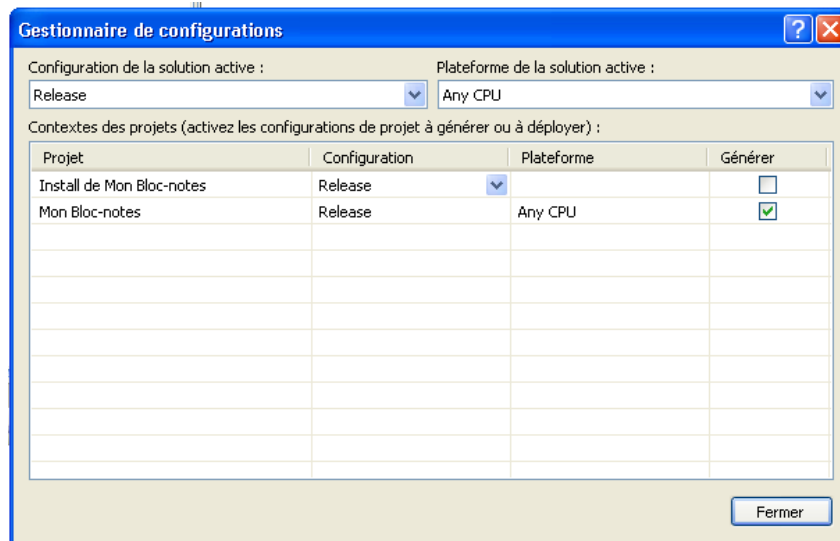 Gestionnaire de configurations
Configuration de la solution active : Plateforme de la solution active :
Release Any CPU
Contextes des projets (activez les configurations de projet à générer ou à déployer) :
Projet Configuration Plateforme Générer
Install de Mon Bloc-notes Release
Mon Bloc-notes Release Any CPU
Fermer